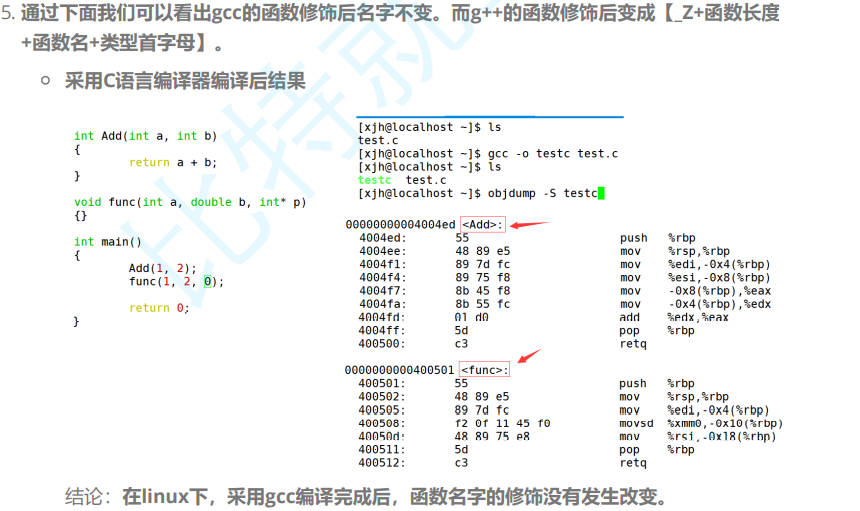 5. 通过下面我们可以看出gcc的函数修饰后名字不变。而g++的函数修饰后变成【_Z+函数长度
+函数名+类型首字母】。
采用C语言编译器编译后结果
int Add(int a, int b)
{
return a + b;
}
void func(int a, double b, int* p)
{}
int main()
{
Add(1, 2);
func(1, 2, 0);
return 0;
}
[xjh@localhost ~]$ ls
test.c
[xjh@localhost ~]$ gcc -o testc test.c
[xjh@localhost ~]$ ls
testc test.c
[xjh@localhost ~]$ objdump -S testc
00000000004004ed <Add>:
4004ed: 55 push %rbp
4004ee: 48 89 e5 mov %rsp,%rbp
4004f1: 89 7d fc mov %edi,-0x4(%rbp)
4004f4: 89 75 f8 mov %esi,-0x8(%rbp)
4004f7: 8b 45 f8 mov -0x8(%rbp),%eax
4004fa: 8b 55 fc mov -0x4(%rbp),%edx
4004fd: 01 d0 add %edx,%eax
4004ff: 5d pop %rbp
400500: c3 retq
0000000000400501 <func>:
400501: 55 push %rbp
400502: 48 89 e5 mov %rsp,%rbp
400505: 89 7d fc mov %edi,-0x4(%rbp)
400508: f2 0f 11 45 f0 movsd %xmm0,-0x10(%rbp)
40050d: 48 89 75 e8 mov %rsi,-0x18(%rbp)
400511: 5d pop %rbp
400512: c3 retq
结论：在linux下，采用gcc编译完成后，函数名字的修饰没有发生改变。
比特就